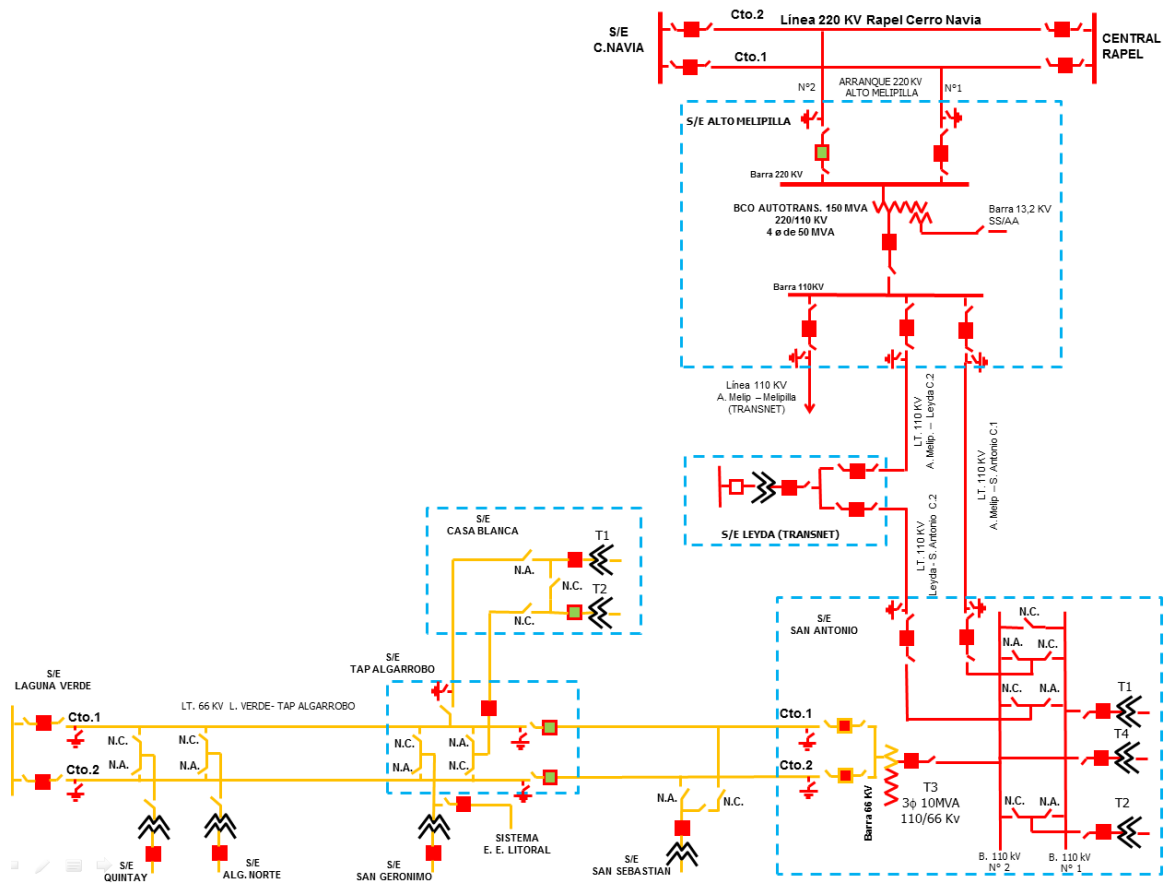 Cto.2
Línea 220 KV Rapel Cerro Navia
S/E
C.NAVIA
CENTRAL
RAPEL
Cto.1
ARRANQUE 220 KV
ALTO MELIPILLA
N°2
N°1
S/E ALTO MELIPILLA
Barra 220 KV
BCO AUTOTRANS. 150 MVA
220/110 KV
4 ø de 50 MVA
Barra 13,2 KV
SS/AA
Barra 110KV
Línea 110 KV
A. Melip – Melipilla
(TRANSNET)
LT. 110 KV
A. Melip. – Leyda C.2
LT. 110 KV
A. Melip – S. Antonio C.1
S/E LEYDA (TRANSNET)
LT. 110 KV
Leyda - S. Antonio C.2
S/E
CASA BLANCA
T1
N.A.
N.C.
T2
N.C.
S/E
SAN ANTONIO
N.C.
N.A.
N.C.
N.C.
N.A.
T1
T4
N.C.
N.A.
T2
B. 110 kV
N° 2
B. 110 kV
N° 1
S/E
TAP ALGARROBO
S/E
LAGUNA VERDE
LT. 66 KV L. VERDE- TAP ALGARROBO
Cto.1
Cto.1
N.C.
N.C.
N.C.
N.A.
Cto.2
N.A.
N.A.
N.A.
N.C.
Cto.2
Barra 66 KV
T3
3ϕ 10MVA
110/66 Kv
N.A.
N.C.
SISTEMA
E. E. LITORAL
S/E
QUINTAY
S/E
ALG. NORTE
S/E
SAN GERONIMO
S/E
SAN SEBASTIAN